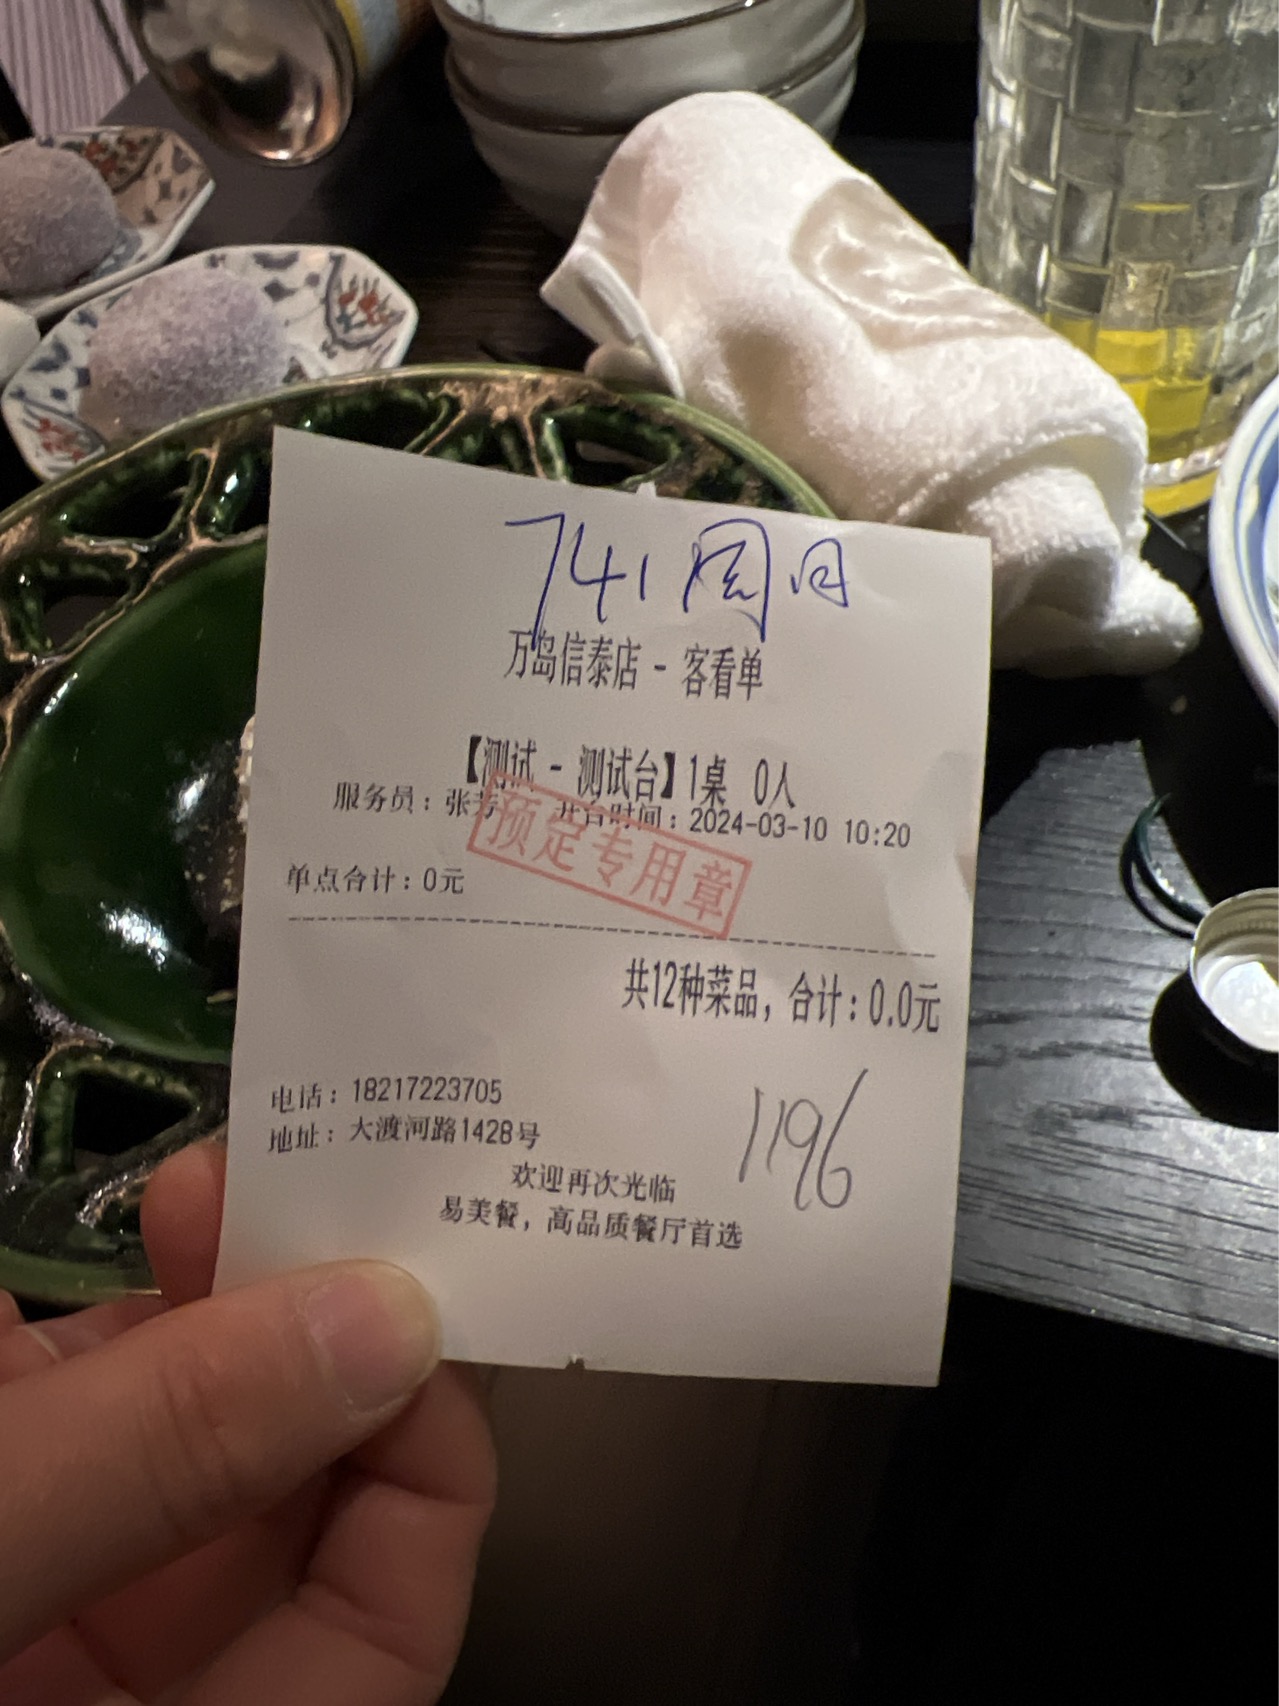 741
万岛信泰店 - 客看单
【测试 - 测试台】1桌 0人
服务员：张芳 开台时间：2024-03-10 10:20
预定专用章
单点合计：0元
共12种菜品，合计：0.0元
电话：18217223705
地址：大渡河路1428号
1196
欢迎再次光临
易美餐，高品质餐厅首选